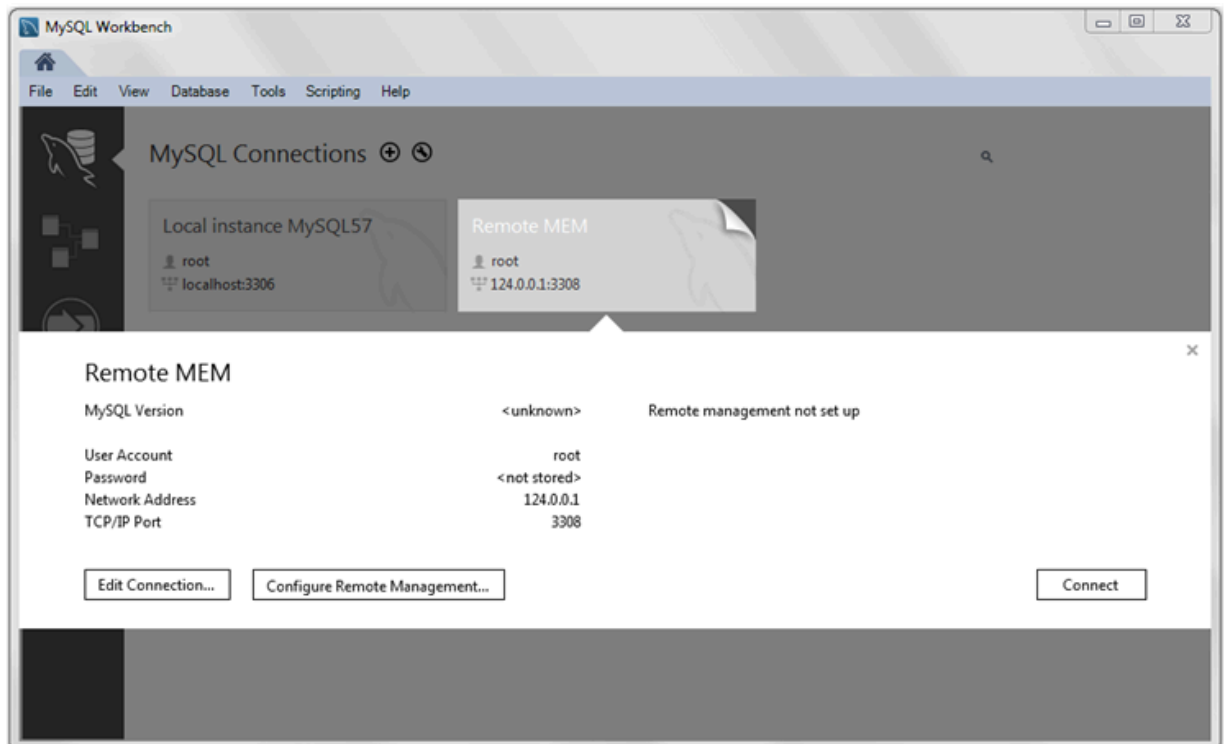 MySQL Workbench
File Edit View Database Tools Scripting Help
MySQL Connections
Local instance MySQL57
root
localhost:3306
Remote MEM
root
124.0.0.1:3308
Remote MEM
MySQL Version <unknown> Remote management not set up
User Account root
Password <not stored>
Network Address 124.0.0.1
TCP/IP Port 3308
Edit Connection... Configure Remote Management... Connect